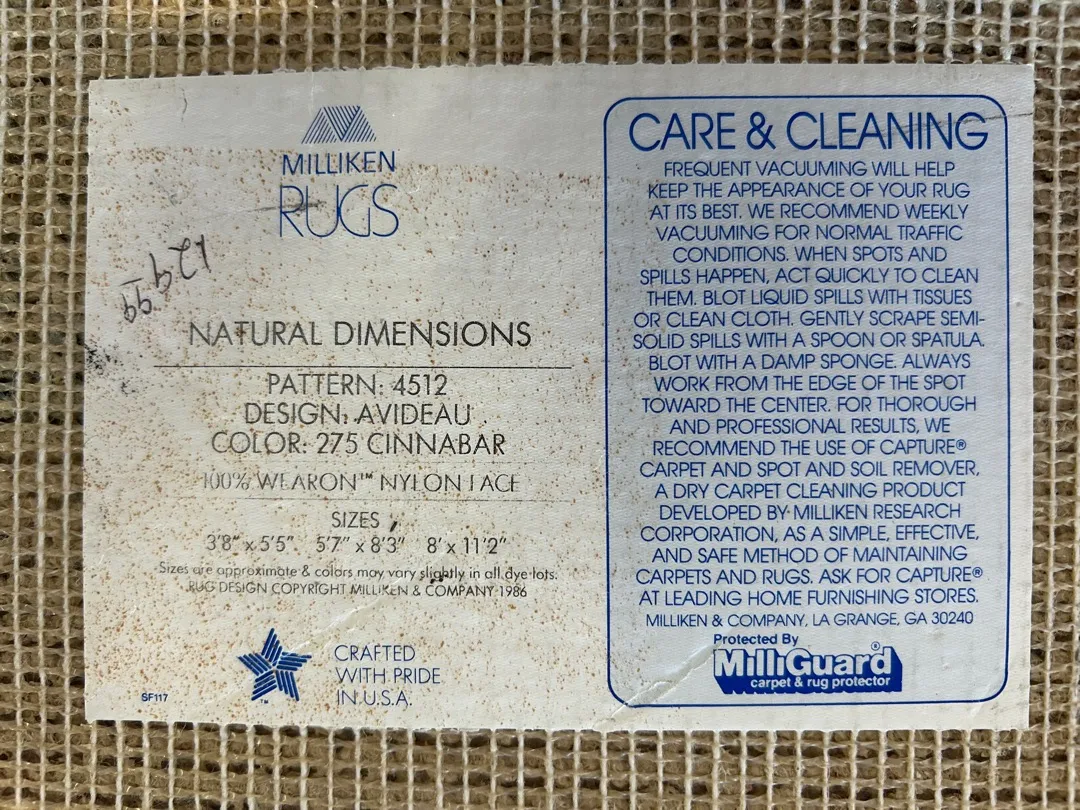 MILLIKEN
RUGS
129 99
NATURAL DIMENSIONS
PATTERN: 4512
DESIGN: AVIDEAU
COLOR: 275 CINNABAR
100% WEARON™ NYLON FACE
SIZES
3'8" x 5'5" 5'7" x 8'3" 8' x 11'2"
Sizes are approximate & colors may vary slightly in all dye lots.
RUG DESIGN COPYRIGHT MILLIKEN & COMPANY 1986
CRAFTED
WITH PRIDE
IN U.S.A.
TM
SF117
CARE & CLEANING
FREQUENT VACUUMING WILL HELP
KEEP THE APPEARANCE OF YOUR RUG
AT ITS BEST. WE RECOMMEND WEEKLY
VACUUMING FOR NORMAL TRAFFIC
CONDITIONS. WHEN SPOTS AND
SPILLS HAPPEN, ACT QUICKLY TO CLEAN
THEM. BLOT LIQUID SPILLS WITH TISSUES
OR CLEAN CLOTH. GENTLY SCRAPE SEMI-
SOLID SPILLS WITH A SPOON OR SPATULA.
BLOT WITH A DAMP SPONGE. ALWAYS
WORK FROM THE EDGE OF THE SPOT
TOWARD THE CENTER. FOR THOROUGH
AND PROFESSIONAL RESULTS, WE
RECOMMEND THE USE OF CAPTURE®
CARPET AND SPOT AND SOIL REMOVER,
A DRY CARPET CLEANING PRODUCT
DEVELOPED BY MILLIKEN RESEARCH
CORPORATION, AS A SIMPLE, EFFECTIVE,
AND SAFE METHOD OF MAINTAINING
CARPETS AND RUGS. ASK FOR CAPTURE®
AT LEADING HOME FURNISHING STORES.
MILLIKEN & COMPANY, LA GRANGE, GA 30240
Protected By
MilliGuard®
carpet & rug protector